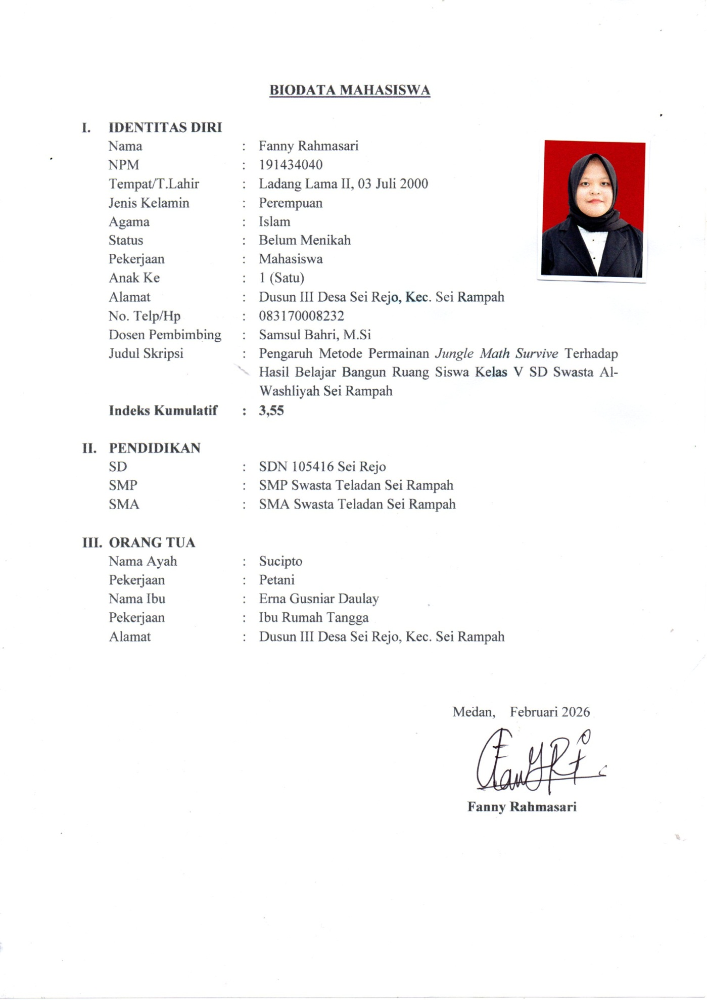 BIODATA MAHASISWA
I. IDENTITAS DIRI
Nama : Fanny Rahmasari
NPM : 191434040
Tempat/T.Lahir : Ladang Lama II, 03 Juli 2000
Jenis Kelamin : Perempuan
Agama : Islam
Status : Belum Menikah
Pekerjaan : Mahasiswa
Anak Ke : 1 (Satu)
Alamat : Dusun III Desa Sei Rejo, Kec. Sei Rampah
No. Telp/Hp : 083170008232
Dosen Pembimbing : Samsul Bahri, M.Si
Judul Skripsi : Pengaruh Metode Permainan Jungle Math Survive Terhadap
Hasil Belajar Bangun Ruang Siswa Kelas V SD Swasta Al-
Washliyah Sei Rampah
Indeks Kumulatif : 3,55
II. PENDIDIKAN
SD : SDN 105416 Sei Rejo
SMP : SMP Swasta Teladan Sei Rampah
SMA : SMA Swasta Teladan Sei Rampah
III. ORANG TUA
Nama Ayah : Sucipto
Pekerjaan : Petani
Nama Ibu : Erna Gusniar Daulay
Pekerjaan : Ibu Rumah Tangga
Alamat : Dusun III Desa Sei Rejo, Kec. Sei Rampah
Medan, Februari 2026
Fanny Rahmasari